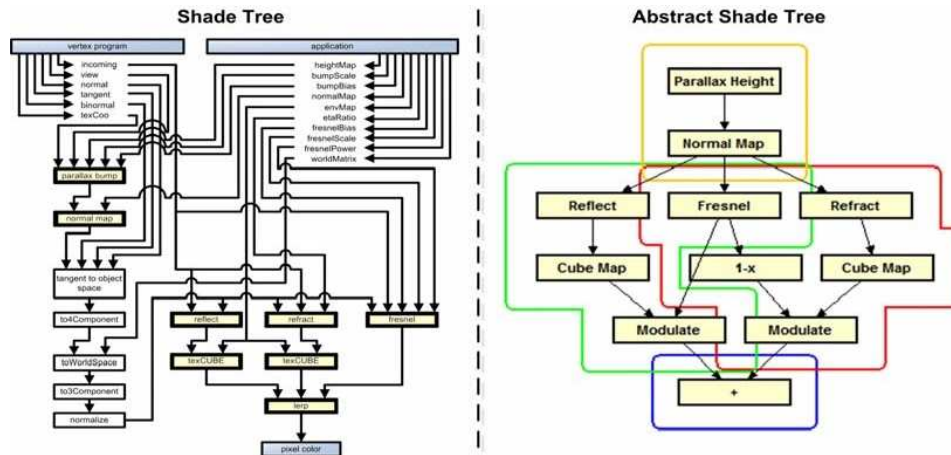 Shade Tree
vertex program
incoming
view
normal
tangent
binormal
texCoo
application
heightMap
bumpScale
bumpBias
normalMap
envMap
etaRatio
fresnelBias
fresnelScale
fresnelPower
worldMatrix
parallax bump
normal map
tangent to object
space
to4Component
toWorldSpace
to3Component
normalize
reflect
refract
fresnel
texCUBE
texCUBE
lerp
pixel color
Abstract Shade Tree
Parallax Height
Normal Map
Reflect
Fresnel
Refract
Cube Map
1-x
Cube Map
Modulate
Modulate
+